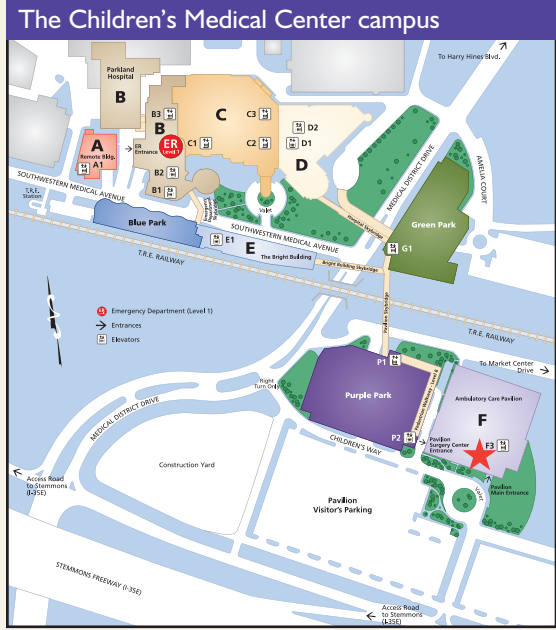 The Children's Medical Center campus
To Harry Hines Blvd.
Parkland
Hospital
B
B3
B
C
C3
D2
ER
Level 1
ER
Entrance
C1
C2
D1
A
Remote Bldg.
A1
B2
B1
D
MEDICAL DISTRICT DRIVE
AMELIA COURT
SOUTHWESTERN MEDICAL AVENUE
T.R.E.
Station
Valet
Hospital Skybridge
Green Park
Blue Park
E1
E
The Bright Building
SOUTHWESTERN MEDICAL AVENUE
G1
Bright Building Skybridge
T.R.E. RAILWAY
Pavilion Skybridge
Emergency Department (Level 1)
Entrances
Elevators
T.R.E. RAILWAY
P1
To Market Center
Drive
Right
Turn Only
Purple Park
Ambulatory Care Pavilion
F
F3
MEDICAL DISTRICT DRIVE
P2
Pavilion
Surgery Center
Entrance
CHILDREN'S WAY
Construction Yard
Access Road
to Stemmons
(I-35E)
Valet
Pavilion
Main Entrance
Pavilion
Visitor's Parking
STEMMONS FREEWAY (I-35E)
Access Road
to Stemmons
(I-35E)